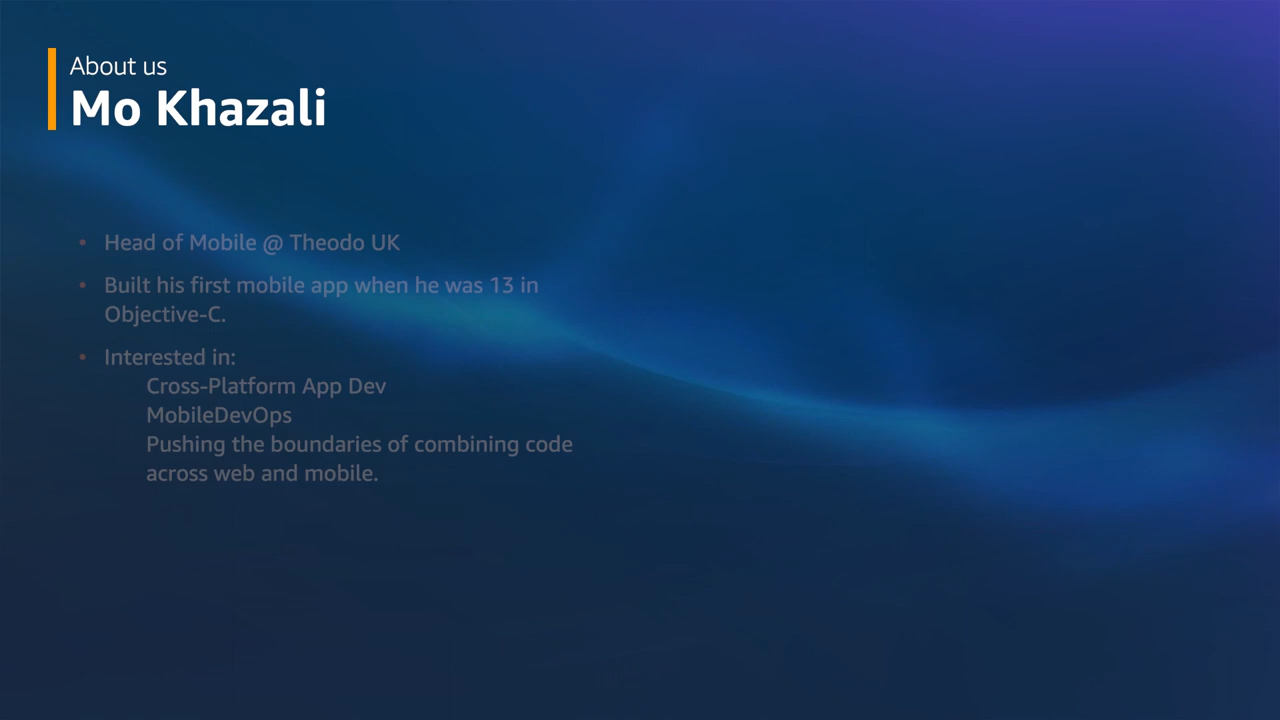 About us
Mo Khazali
• Head of Mobile @ Theodo UK
• Built his first mobile app when he was 13 in
Objective-C.
• Interested in:
Cross-Platform App Dev
MobileDevOps
Pushing the boundaries of combining code
across web and mobile.